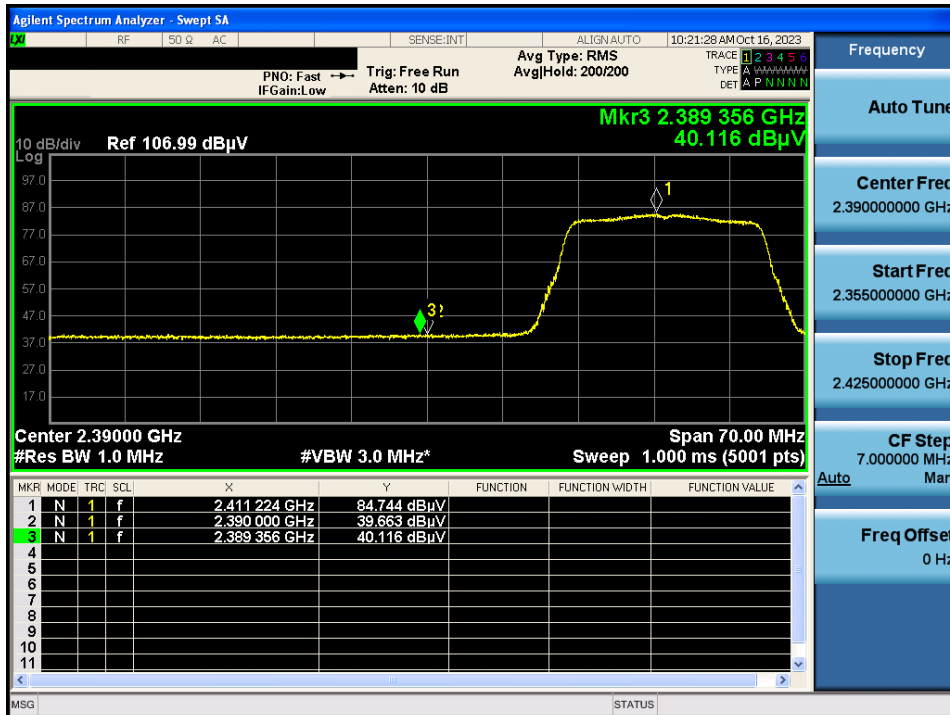 Agilent Spectrum Analyzer - Swept SA
LXI RF 50 Ω AC SENSE:INT ALIGN AUTO 10:21:28 AM Oct 16, 2023
PNO: Fast Trig: Free Run Avg Type: RMS TRACE 1 2 3 4 5 6
IFGain:Low Atten: 10 dB Avg|Hold: 200/200 TYPE A WWWWW
DET A P N N N N
Mkr3 2.389 356 GHz
40.116 dBµV
10 dB/div Ref 106.99 dBµV
Log
97.0
87.0
77.0
67.0
57.0
47.0
37.0
27.0
17.0
1
3
Center 2.39000 GHz Span 70.00 MHz
#Res BW 1.0 MHz #VBW 3.0 MHz* Sweep 1.000 ms (5001 pts)
MKR MODE TRC SCL X Y FUNCTION FUNCTION WIDTH FUNCTION VALUE
1 N 1 f 2.411 224 GHz 84.744 dBµV
2 N 1 f 2.390 000 GHz 39.663 dBµV
3 N 1 f 2.389 356 GHz 40.116 dBµV
4
5
6
7
8
9
10
11
MSG STATUS
Frequency
Auto Tune
Center Freq
2.390000000 GHz
Start Freq
2.355000000 GHz
Stop Freq
2.425000000 GHz
CF Step
7.000000 MHz
Auto Man
Freq Offset
0 Hz